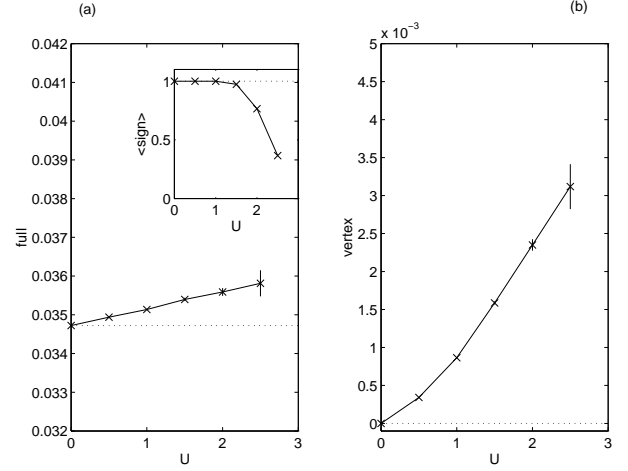 (a)
(b)
x 10⁻³
0.042
0.041
0.04
0.039
0.038
0.037
0.036
0.035
0.034
0.033
0.032
full
0 1 2 3
U
1
0.5
0
<sign>
0 2
U
5
4.5
4
3.5
3
2.5
2
1.5
1
0.5
0
vertex
0 1 2 3
U